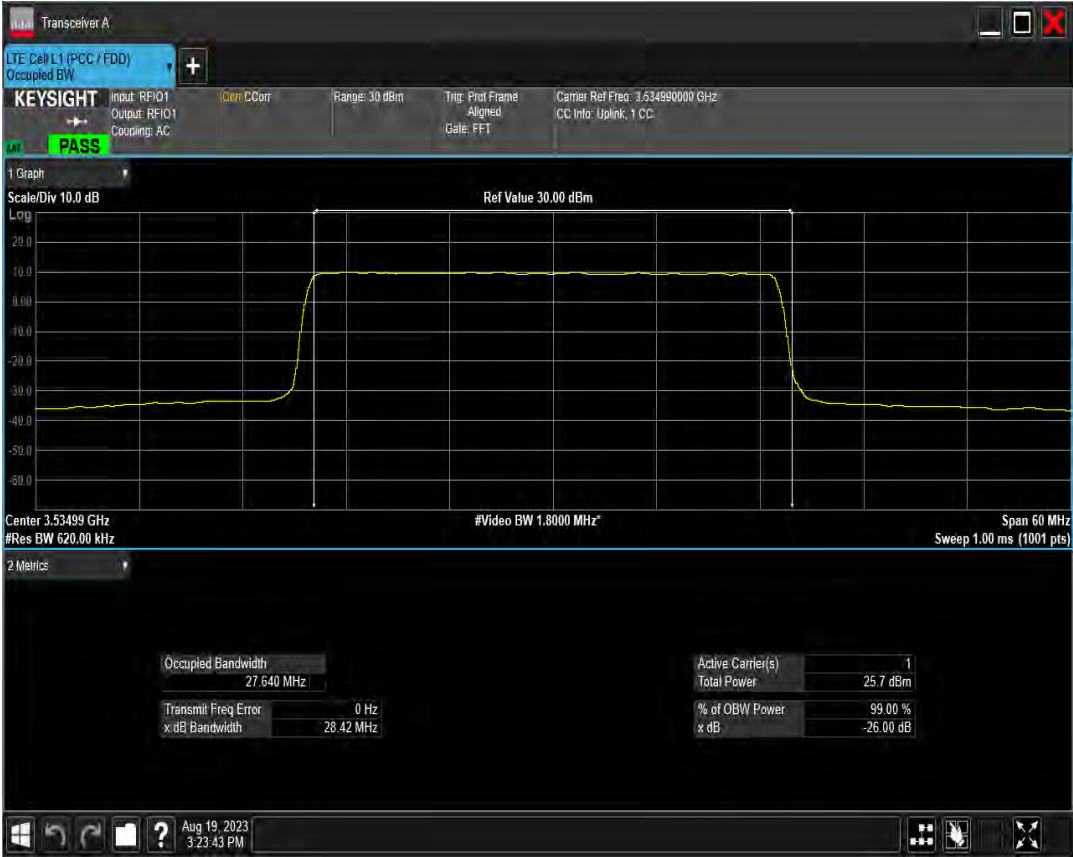 Transceiver A
LTE Cell L1 (PCC / FDD)
Occupied BW
+
KEYSIGHT
Input: RFIO1
Output: RFIO1
Coupling: AC
Corr CCorr
Range: 30 dBm
Trig: Prot Frame
Aligned
Gate: FFT
Carrier Ref Freq: 3.534990000 GHz
CC Info: Uplink, 1 CC
PASS
1 Graph
Scale/Div 10.0 dB
Ref Value 30.00 dBm
Log
20.0
10.0
0.00
-10.0
-20.0
-30.0
-40.0
-50.0
-60.0
Center 3.53499 GHz
#Video BW 1.8000 MHz*
Span 60 MHz
#Res BW 620.00 kHz
Sweep 1.00 ms (1001 pts)
2 Metrics
Occupied Bandwidth
27.640 MHz
Transmit Freq Error 0 Hz
x dB Bandwidth 28.42 MHz
Active Carrier(s) 1
Total Power 25.7 dBm
% of OBW Power 99.00 %
x dB -26.00 dB
?
Aug 19, 2023
3:23:43 PM